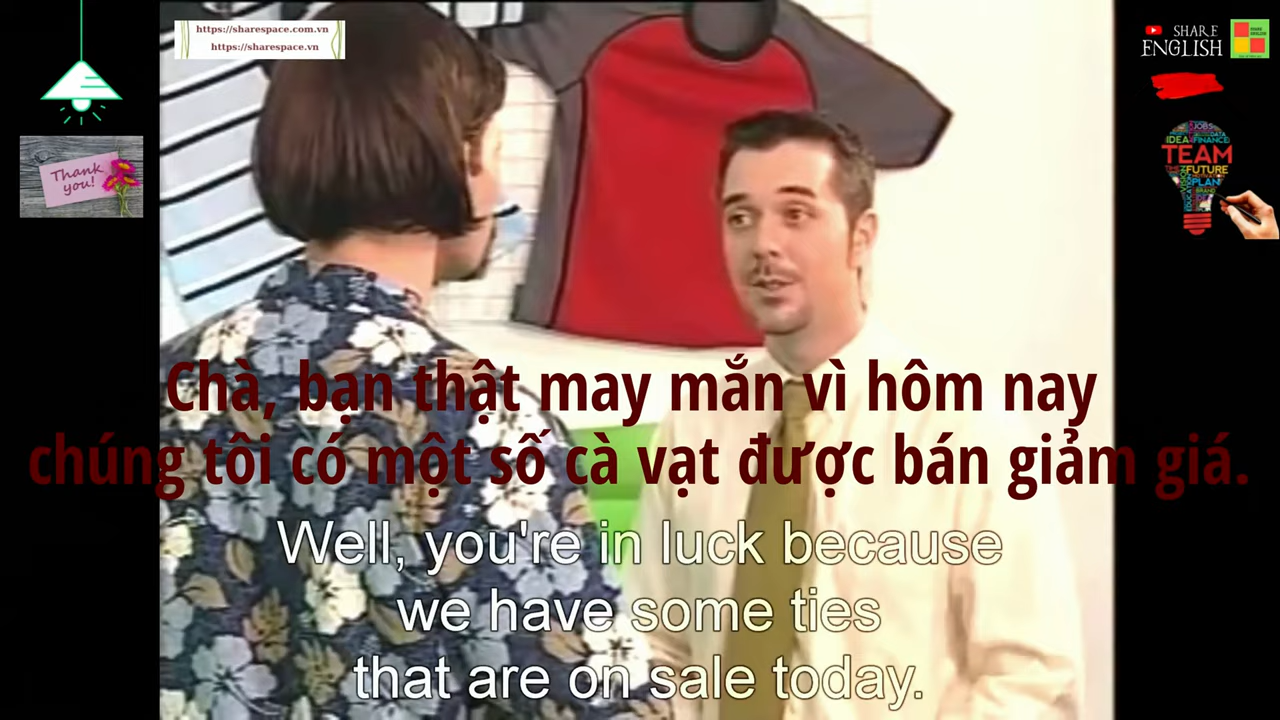 https://sharespace.com.vn
https://sharespace.vn
SHARE
ENGLISH
Thank
you!
JOBS
IDEA
FINANCE
TEAM
FUTURE
PLAN
BRAND
Chà, bạn thật may mắn vì hôm nay
chúng tôi có một số cà vạt được bán giảm giá.
Well, you're in luck because
we have some ties
that are on sale today.